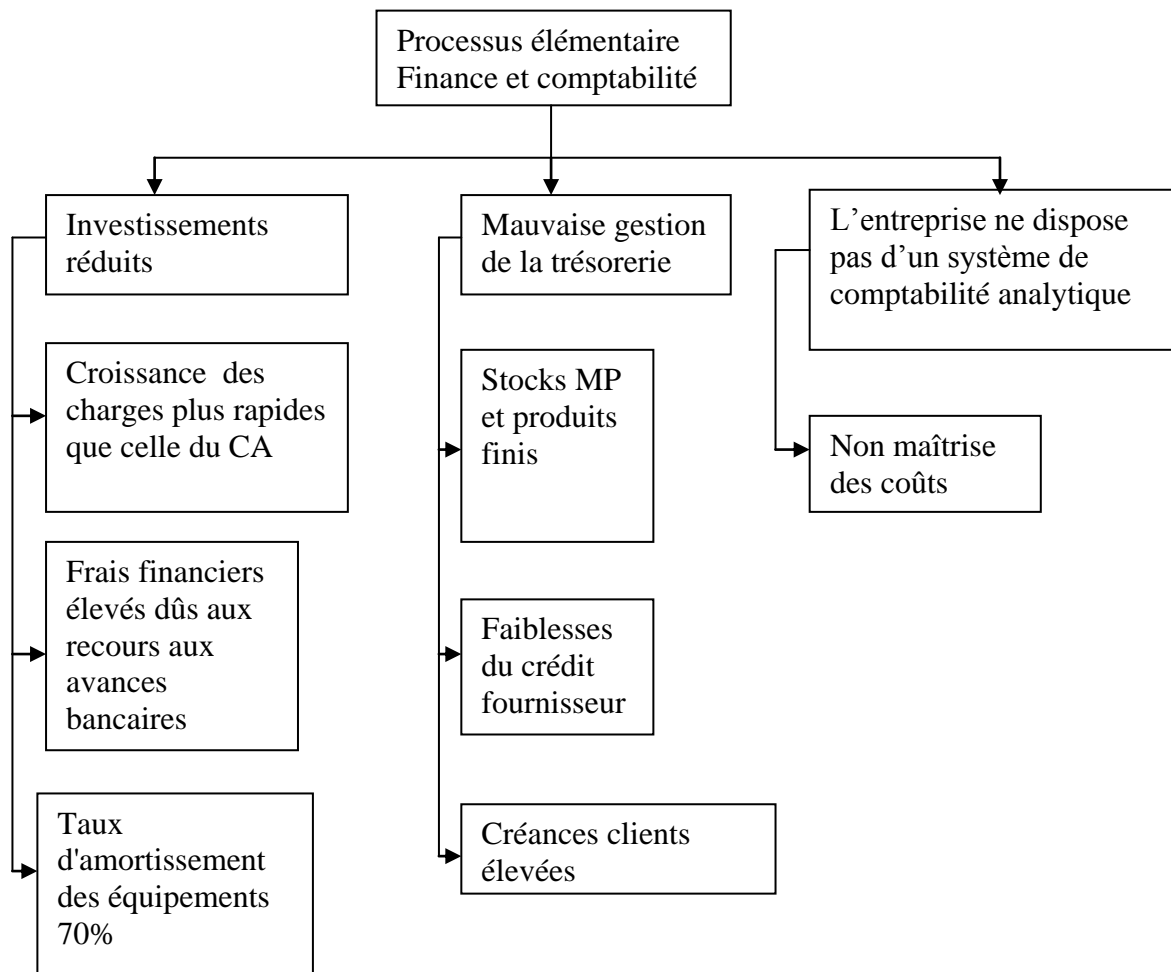 Processus élémentaire
Finance et comptabilité
Investissements
réduits
Croissance  des
charges plus rapides
que celle du CA
Frais financiers
élevés dûs aux
recours aux
avances
bancaires
Taux
d'amortissement
des équipements
70%
Mauvaise gestion
de la trésorerie
Stocks MP
et produits
finis
Faiblesses
du crédit
fournisseur
Créances clients
élevées
L’entreprise ne dispose
pas d’un système de
comptabilité analytique
Non maîtrise
des coûts